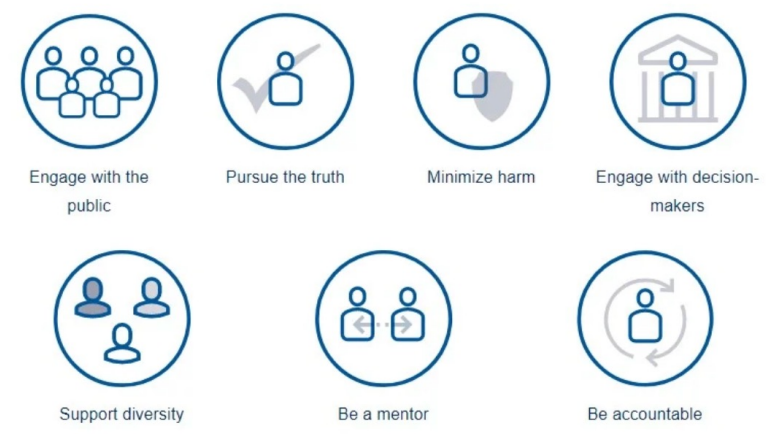 Engage with the
public
Pursue the truth
Minimize harm
Engage with decision-
makers
Support diversity
Be a mentor
Be accountable